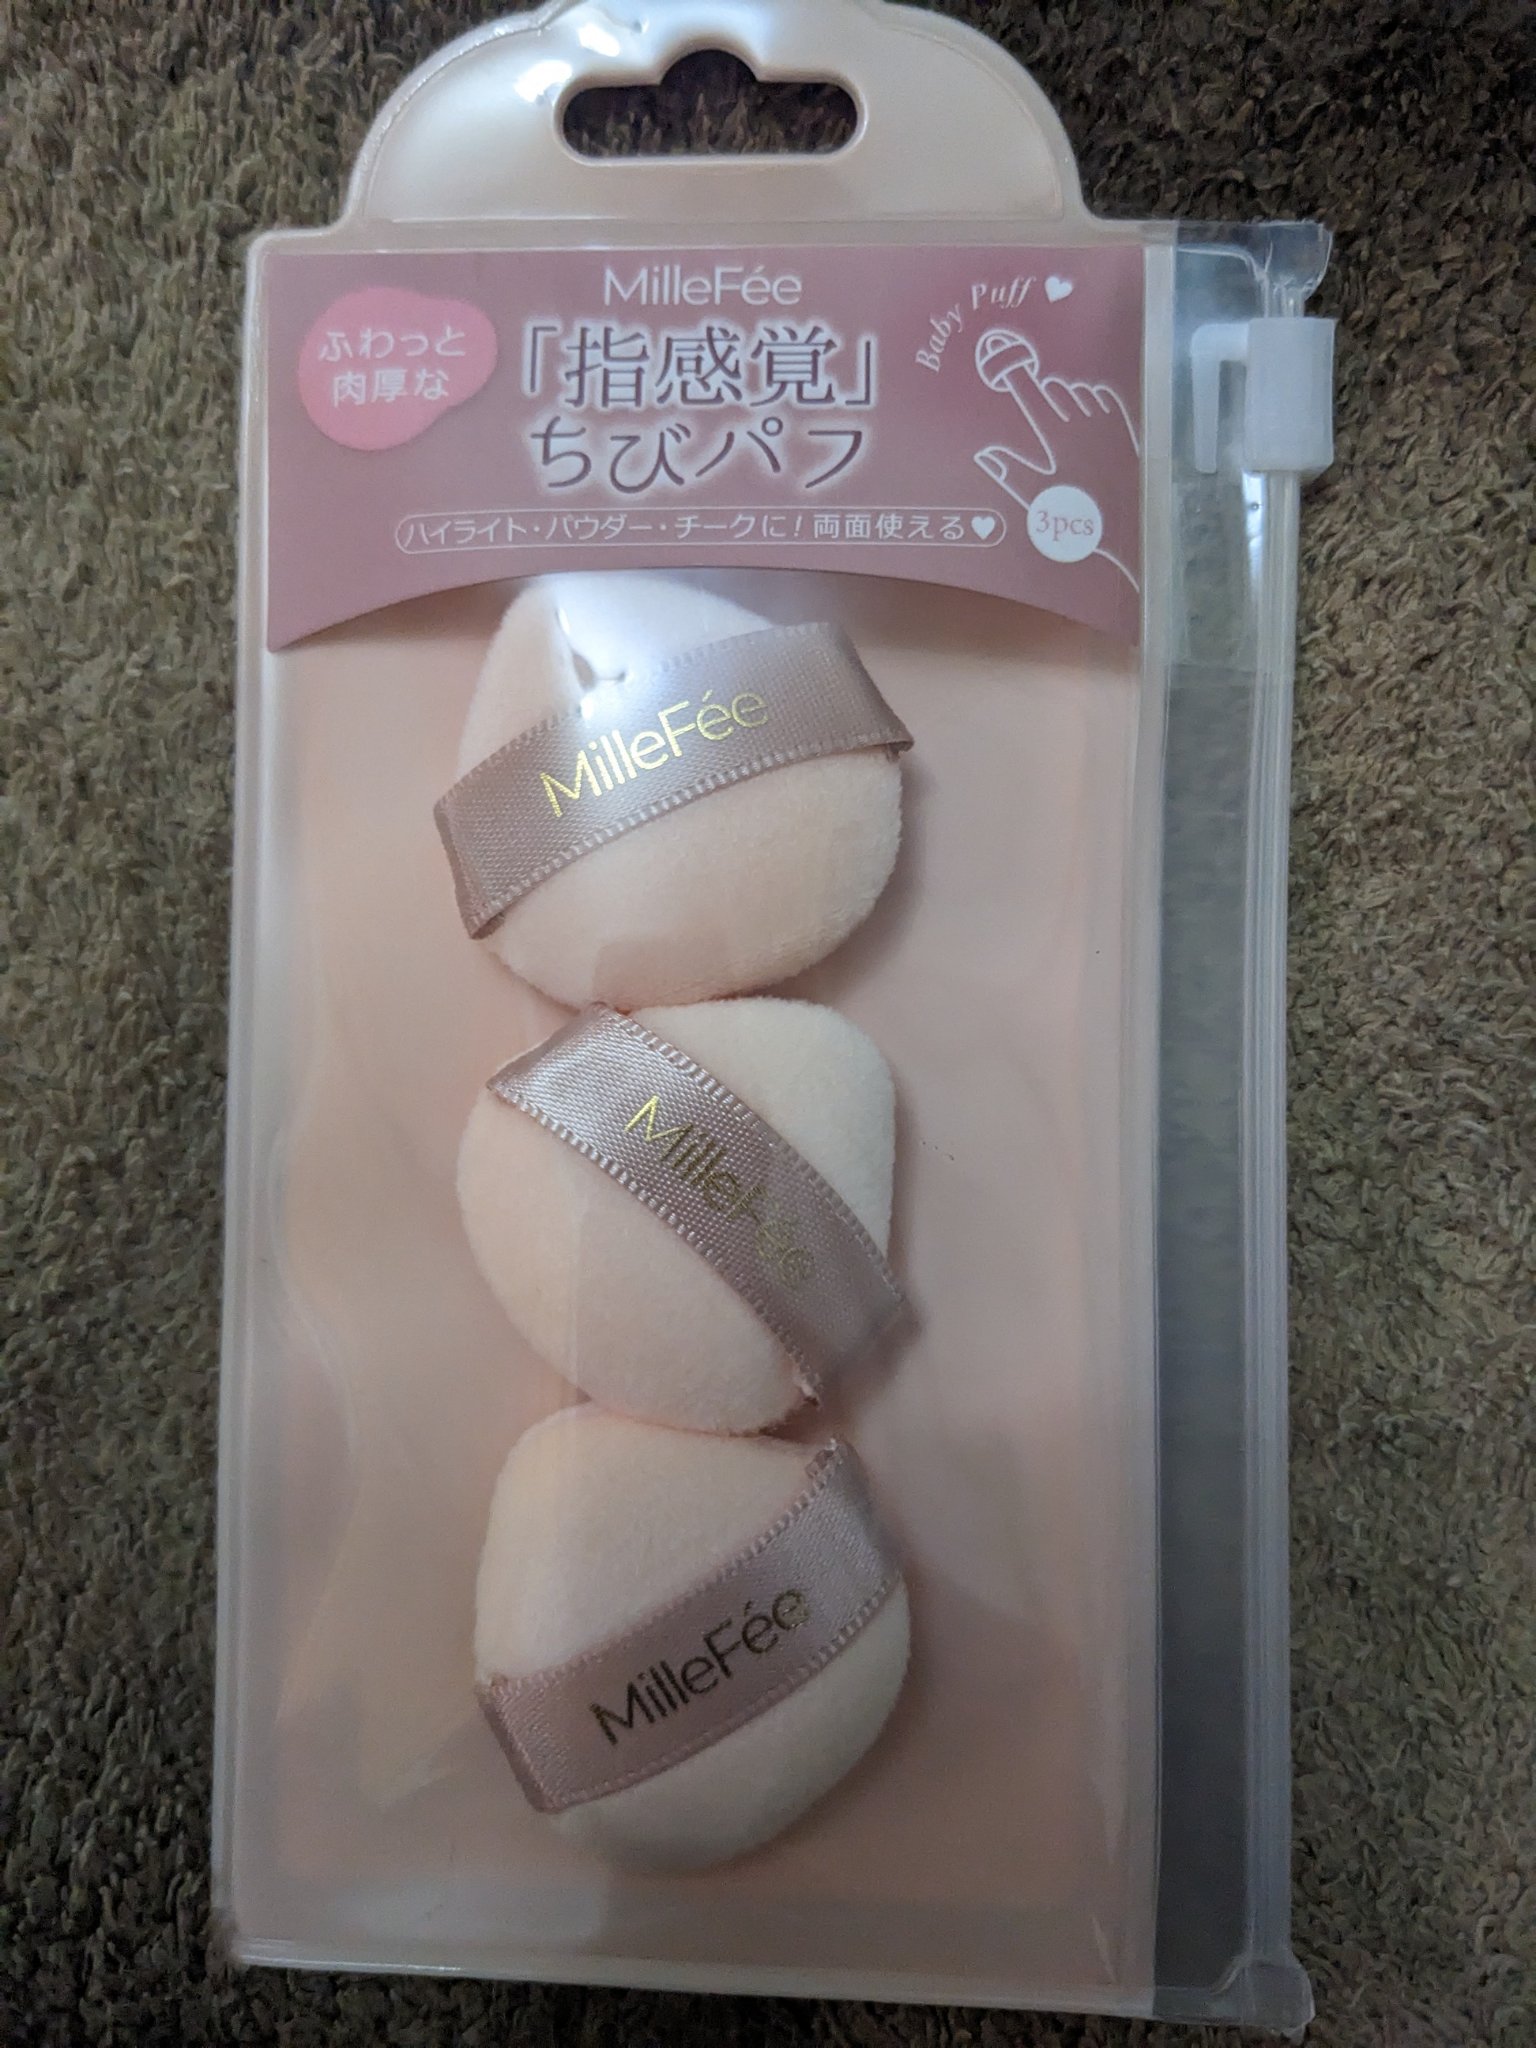 MilleFée
Baby Puff ♥
ふわっと
肉厚な
「指感覚」
ちびパフ
ハイライト・パウダー・チークに!両面使える♥
3pcs
MilleFée
MilleFée
MilleFée